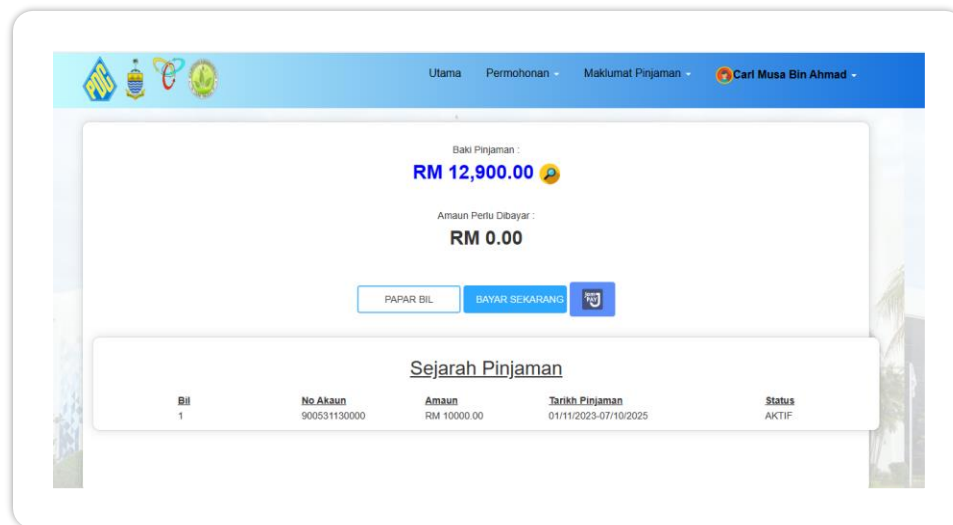 PDC
Utama Permohonan Maklumat Pinjaman Carl Musa Bin Ahmad
Baki Pinjaman :
RM 12,900.00
Amaun Perlu Dibayar :
RM 0.00
PAPAR BIL BAYAR SEKARANG JomPAY
Sejarah Pinjaman
Bil No Akaun Amaun Tarikh Pinjaman Status
1 900531130000 RM 10000.00 01/11/2023-07/10/2025 AKTIF